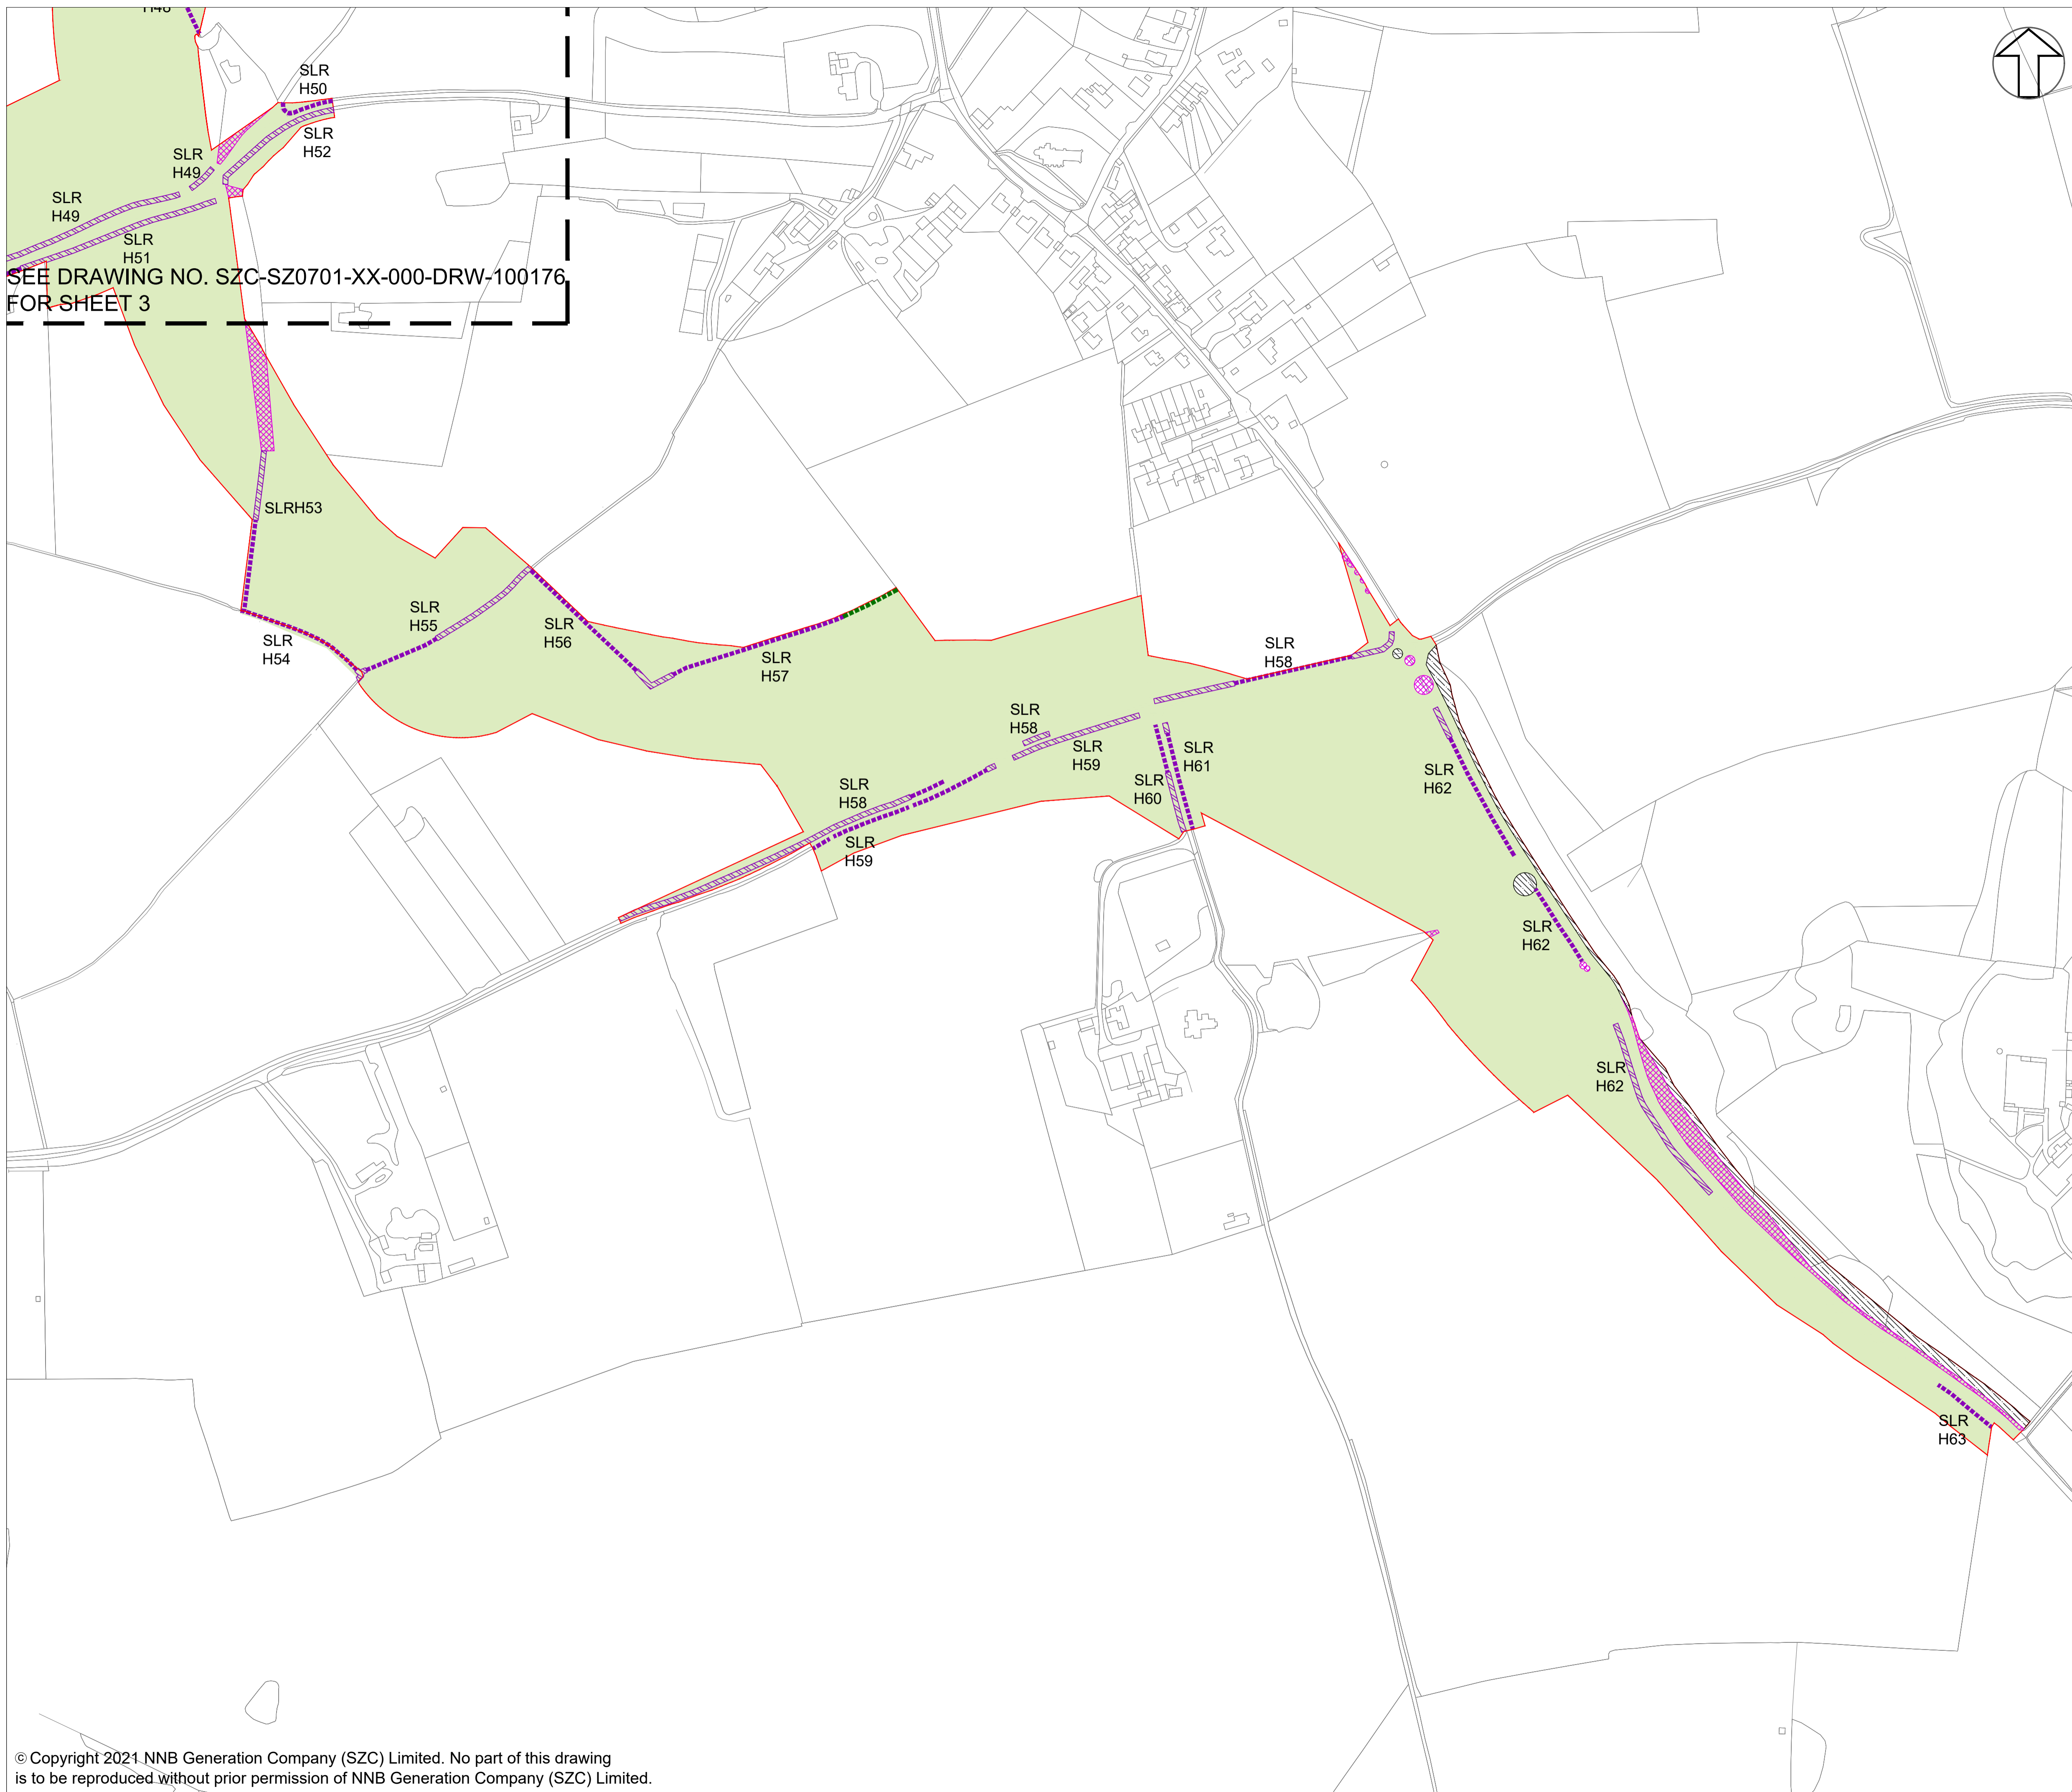 H48
SLR
H50
SLR
H52
SLR
H49
SLR
H49
SLR
H51
SEE DRAWING NO. SZC-SZ0701-XX-000-DRW-100176
FOR SHEET 3
SLRH53
SLR
H54
SLR
H55
SLR
H56
SLR
H57
SLR
H58
SLR
H58
SLR
H59
SLR
H61
SLR
H60
SLR
H62
SLR
H58
SLR
H59
SLR
H62
SLR
H62
SLR
H63
© Copyright 2021 NNB Generation Company (SZC) Limited. No part of this drawing
is to be reproduced without prior permission of NNB Generation Company (SZC) Limited.